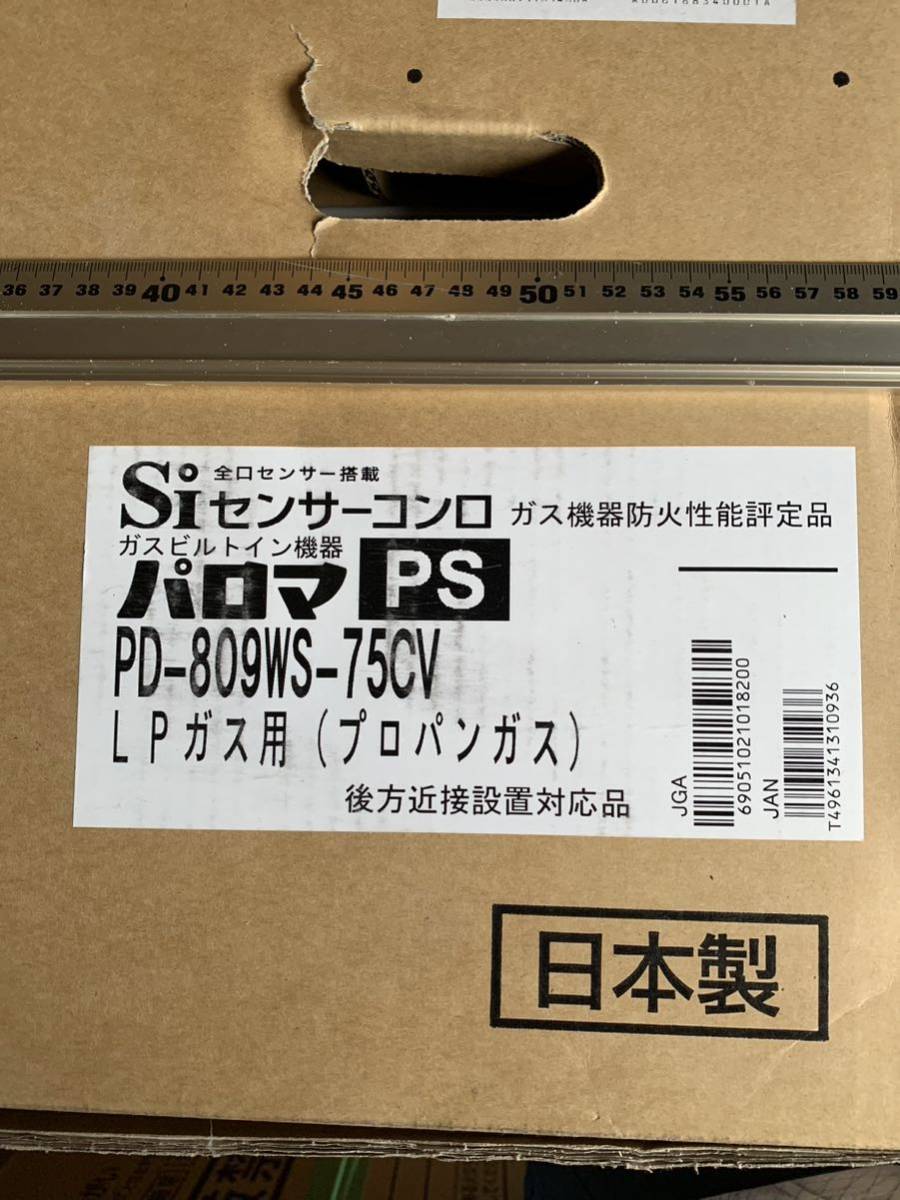 36 37 38 39 40 41 42 43 44 45 46 47 48 49 50 51 52 53 54 55 56 57 58 59
Si 全口センサー搭載
センサーコンロ ガス機器防火性能評定品
ガスビルトイン機器
パロマ PS
PD-809WS-75CV
LPガス用(プロパンガス)
後方近接設置対応品
JGA
69051021018200
JAN
T4961341310936
日本製